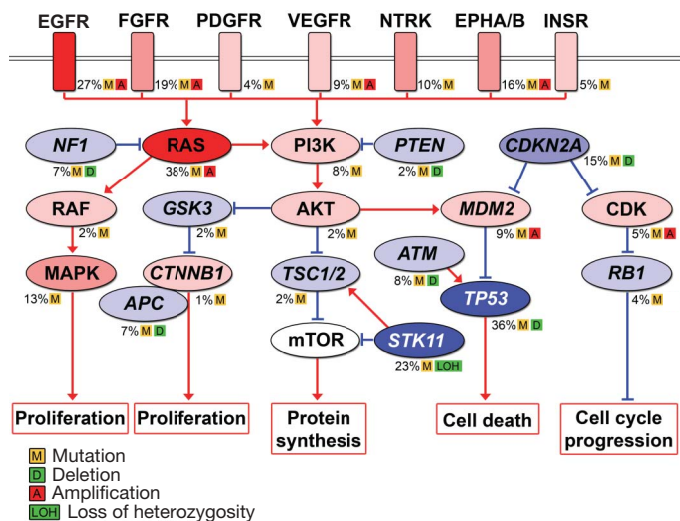 EGFR FGFR PDGFR VEGFR NTRK EPHA/B INSR
27% M A 19% M A 4% M 9% M A 10% M 16% M A 5% M
NF1 RAS PI3K PTEN CDKN2A
7% M D 38% M A 8% M 2% M D 15% M D
RAF GSK3 AKT MDM2 CDK
2% M 2% M 2% M 9% M A 5% M A
MAPK CTNNB1 TSC1/2 ATM RB1
13% M 1% M 2% M 8% M D 4% M
APC TP53
7% M D 36% M D
mTOR STK11
23% M LOH
Proliferation Proliferation Protein Cell death Cell cycle
synthesis progression
M Mutation
D Deletion
A Amplification
LOH Loss of heterozygosity